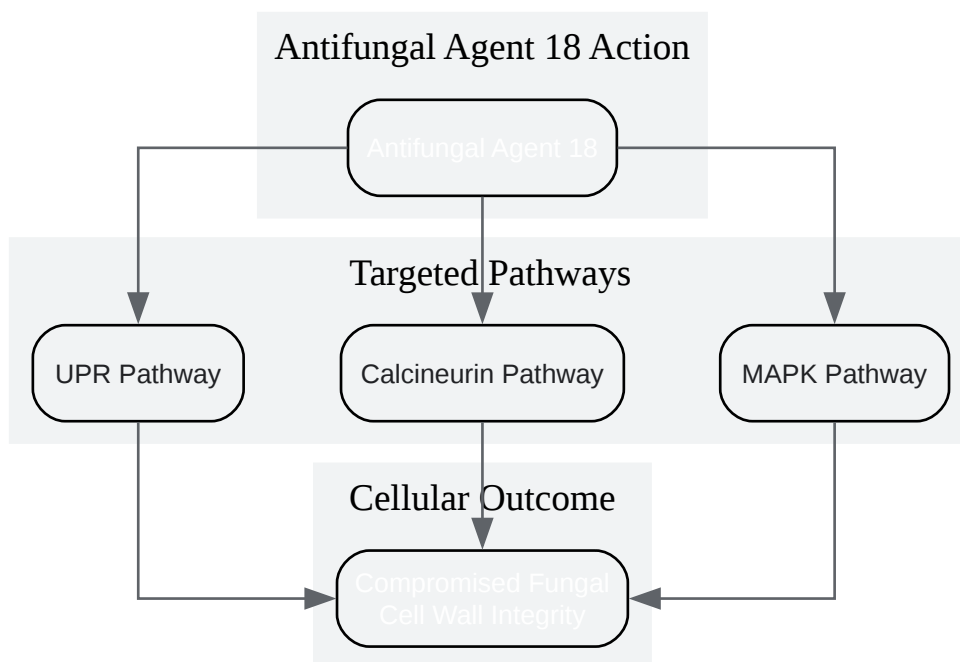 Antifungal Agent 18 Action
Antifungal Agent 18
Targeted Pathways
UPR Pathway
Calcineurin Pathway
MAPK Pathway
Cellular Outcome
Compromised Fungal
Cell Wall Integrity